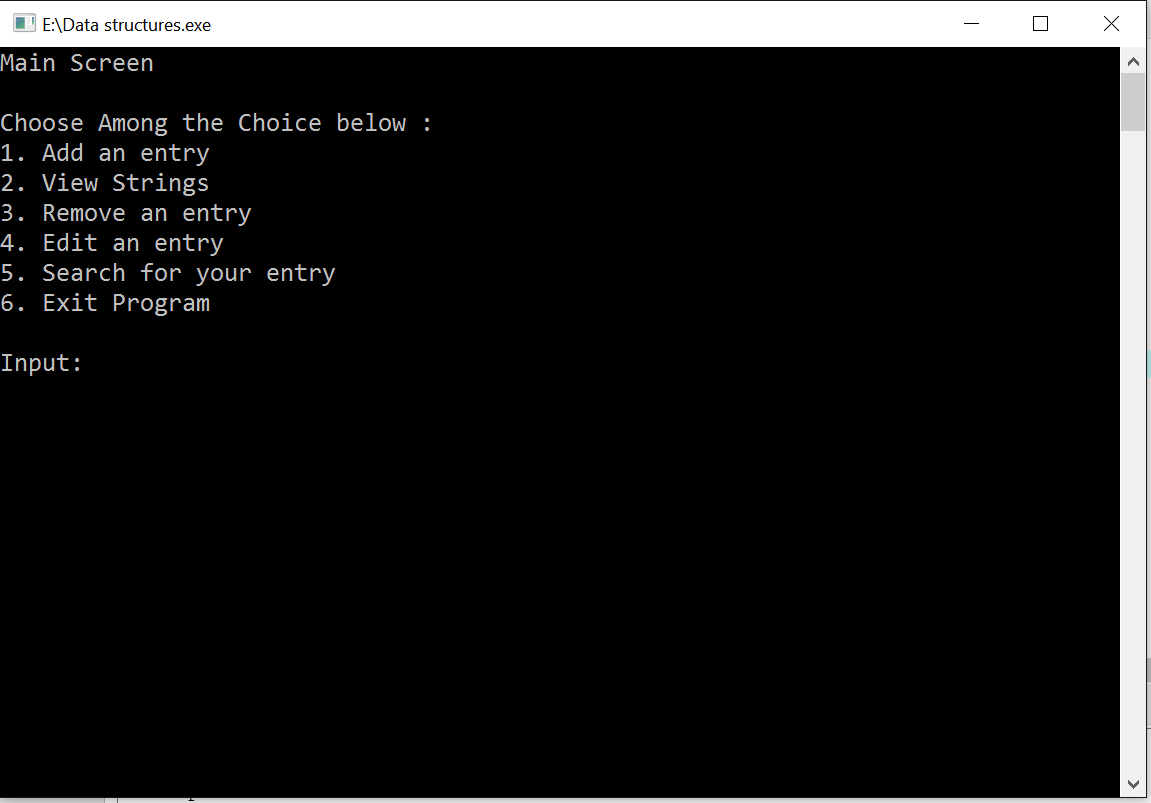 E:\Data structures.exe
Main Screen
Choose Among the Choice below :
1. Add an entry
2. View Strings
3. Remove an entry
4. Edit an entry
5. Search for your entry
6. Exit Program
Input: